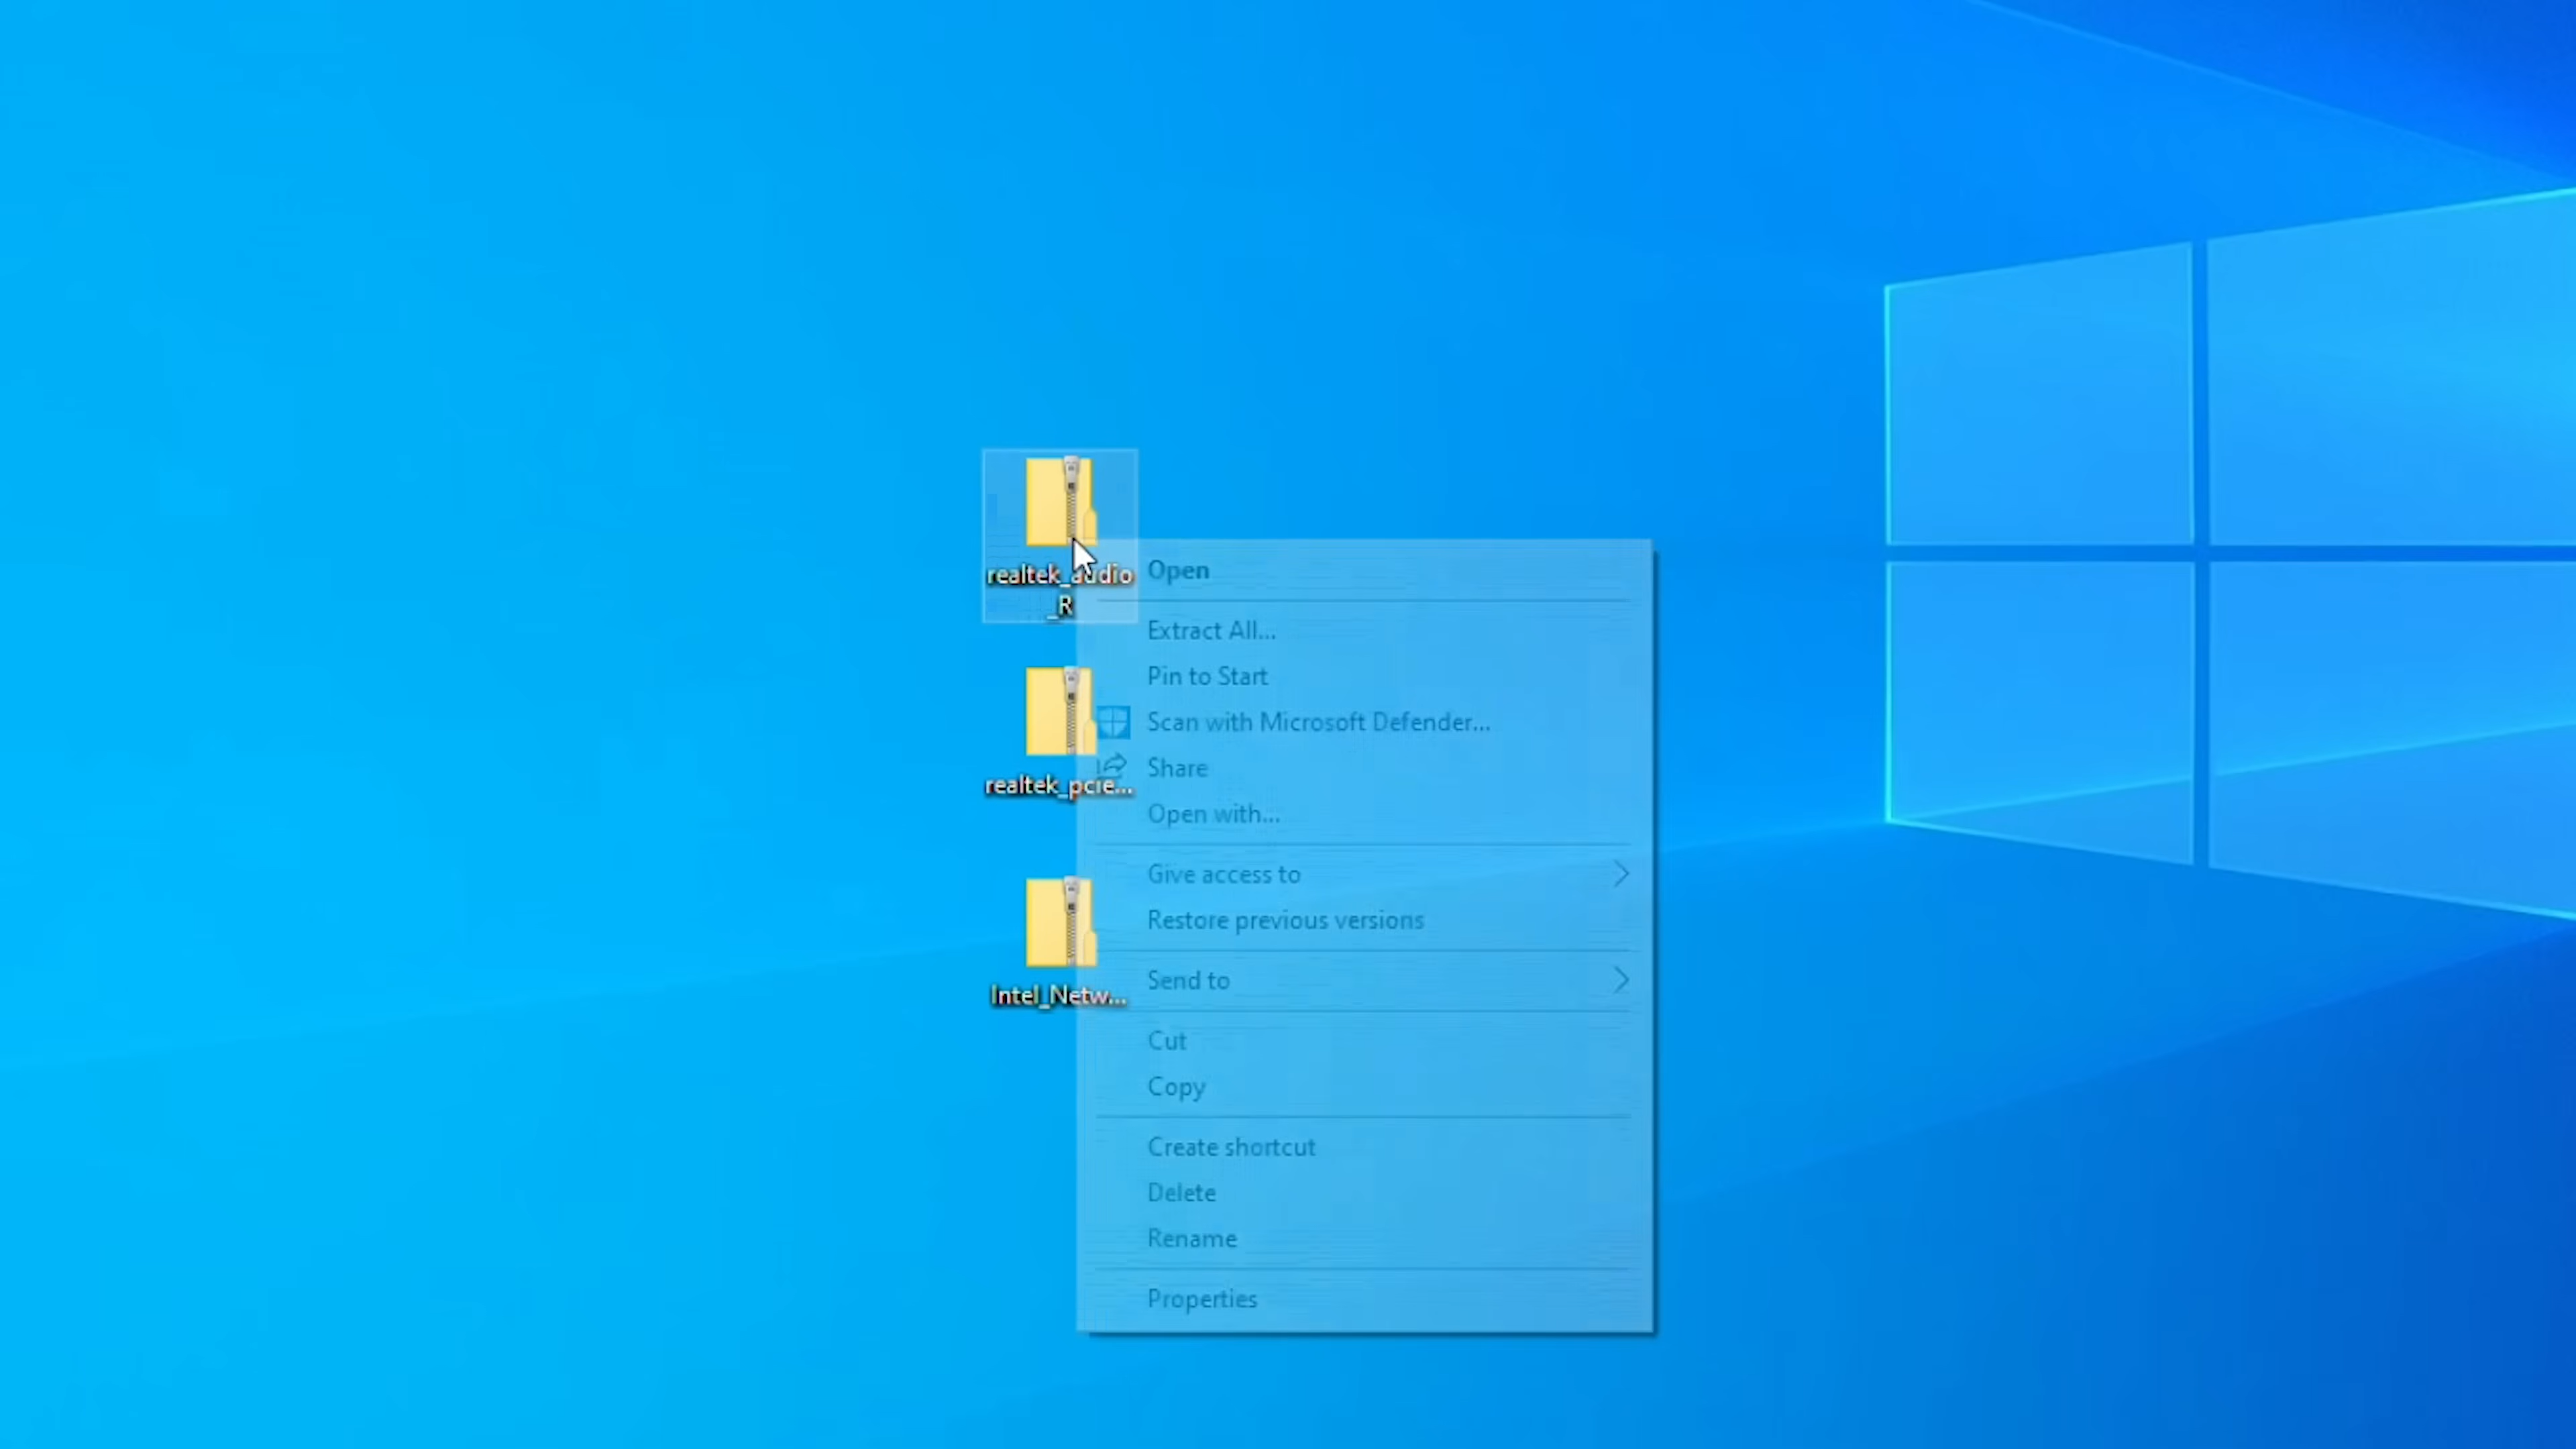 realtek_audio
_R
realtek_pcie...
Intel_Netw...
Open
Extract All...
Pin to Start
Scan with Microsoft Defender...
Share
Open with...
Give access to
Restore previous versions
Send to
Cut
Copy
Create shortcut
Delete
Rename
Properties